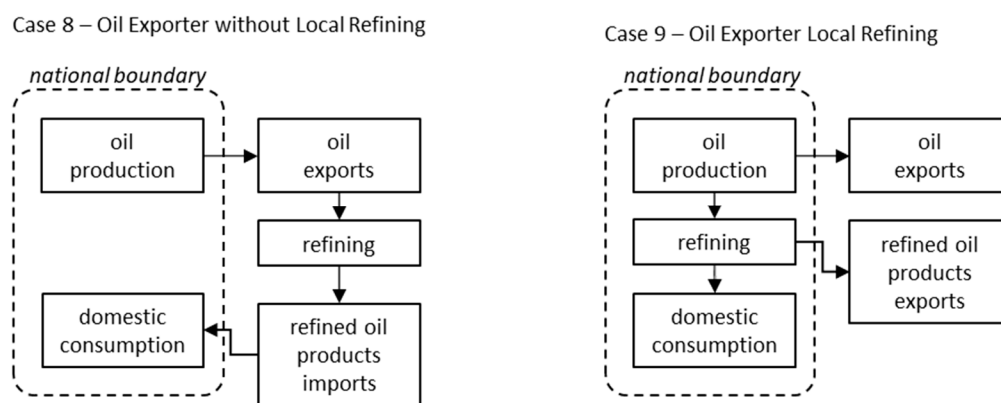 Case 8 – Oil Exporter without Local Refining
national boundary
oil
production
oil
exports
refining
domestic
consumption
refined oil
products
imports
Case 9 – Oil Exporter Local Refining
national boundary
oil
production
oil
exports
refining
refined oil
products
exports
domestic
consumption